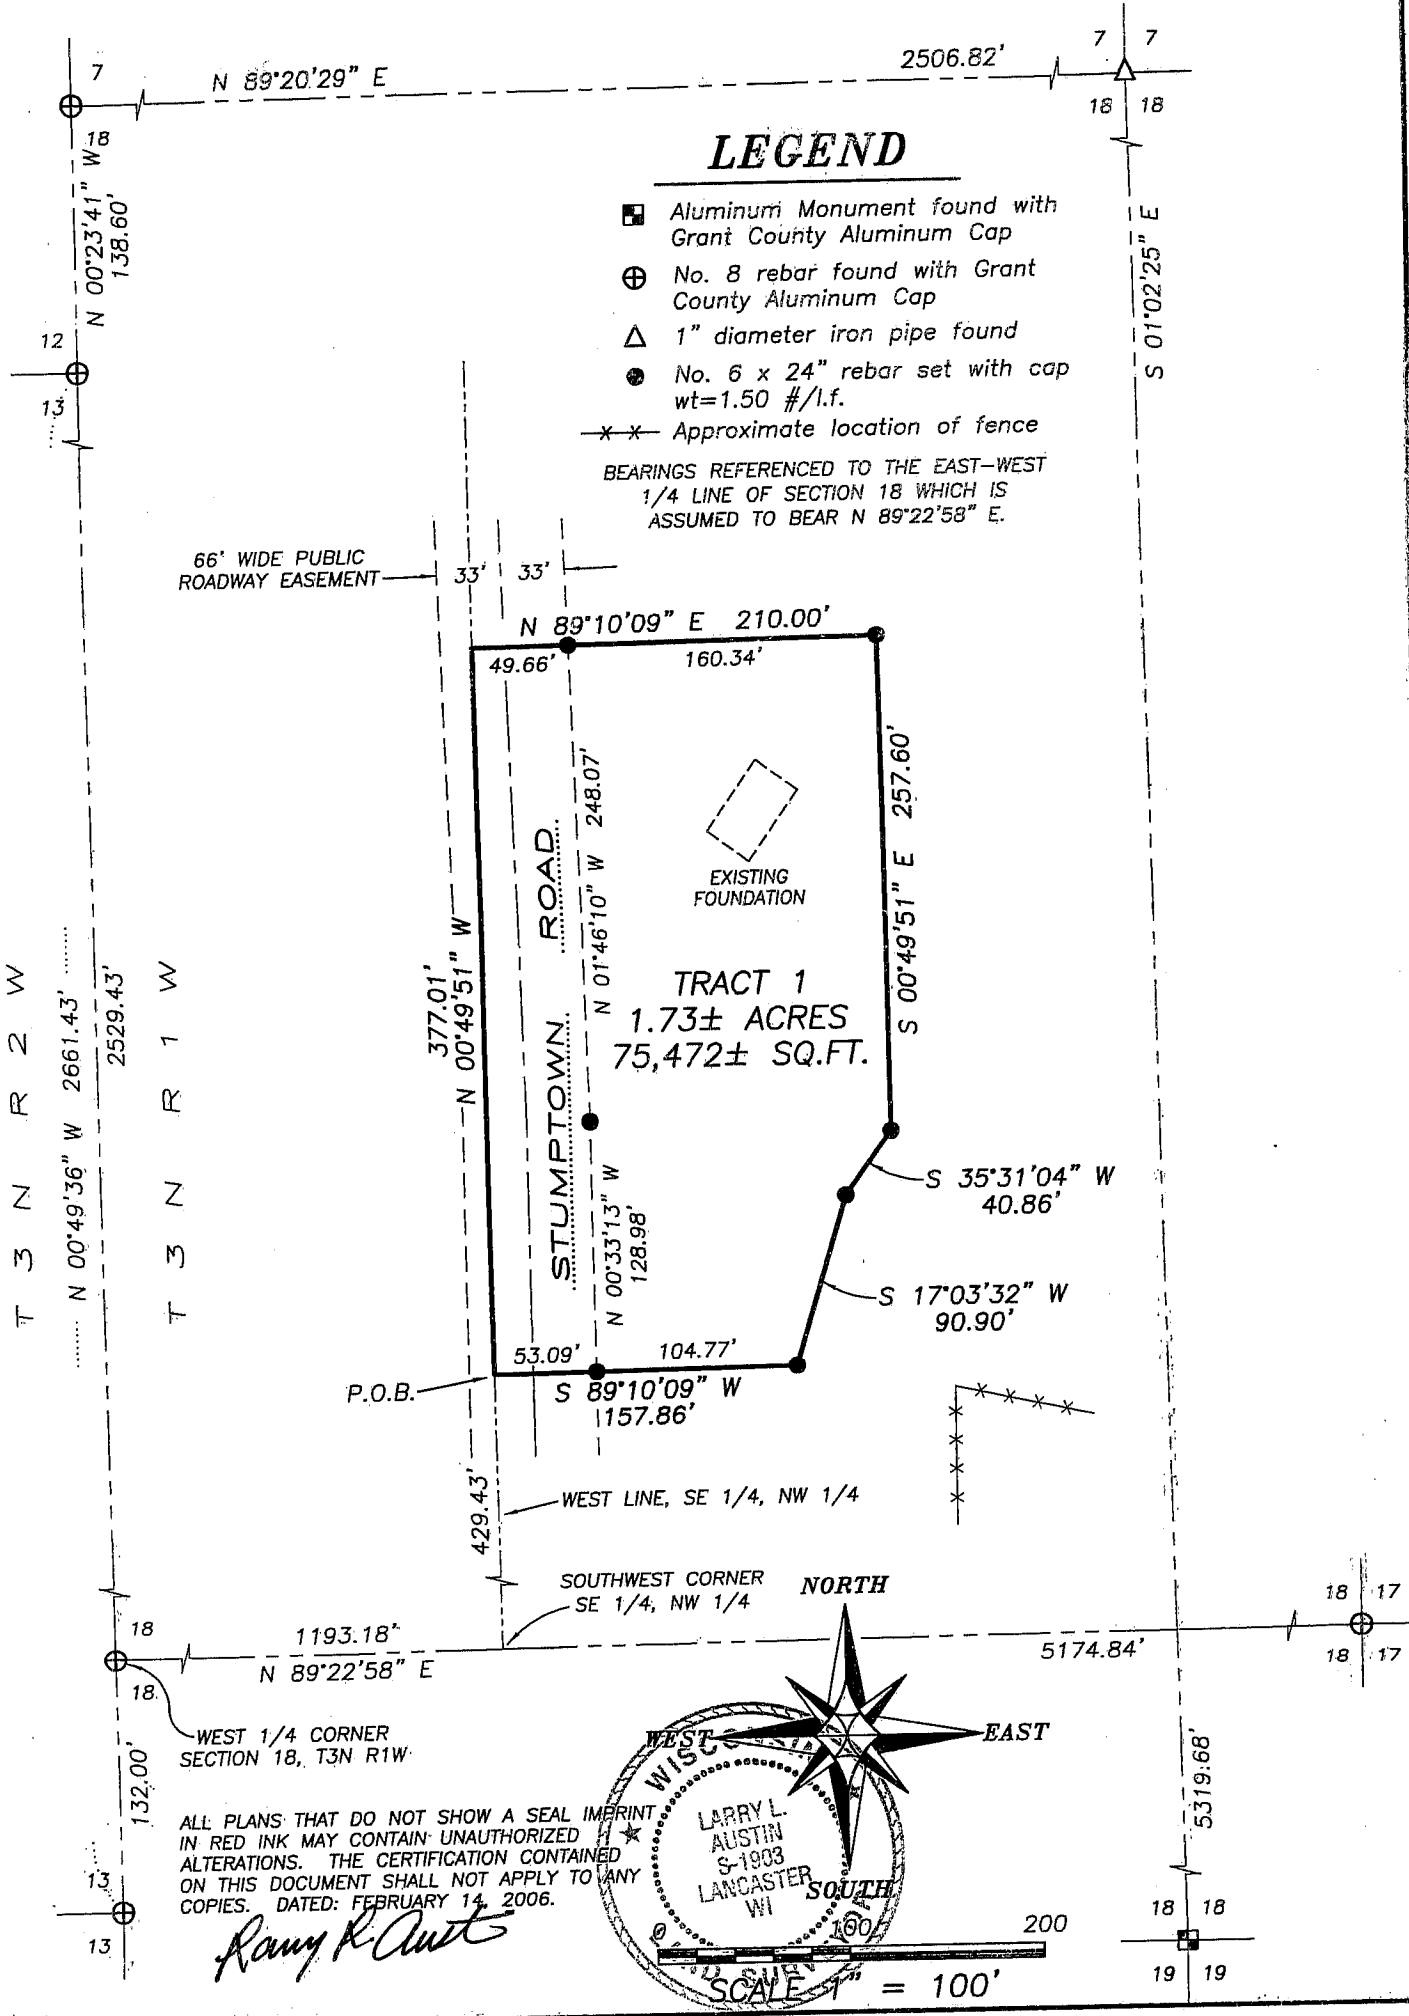 7
N 89°20'29" E
2506.82'
7 7
18
18 18
N 00°23'41" W
138.60'
LEGEND
Aluminum Monument found with
Grant County Aluminum Cap
No. 8 rebar found with Grant
County Aluminum Cap
1" diameter iron pipe found
No. 6 x 24" rebar set with cap
wt=1.50 #/l.f.
Approximate location of fence
BEARINGS REFERENCED TO THE EAST-WEST
1/4 LINE OF SECTION 18 WHICH IS
ASSUMED TO BEAR N 89°22'58" E.
S 01°02'25" E
12
13
66' WIDE PUBLIC
ROADWAY EASEMENT
33' 33'
N 89°10'09" E 210.00'
49.66'
160.34'
N 01°46'10" W 248.07'
S 00°49'51" E 257.60'
EXISTING
FOUNDATION
STUMPTOWN ROAD
377.01'
N 00°49'51" W
TRACT 1
1.73± ACRES
75,472± SQ.FT.
T 3 N R 2 W
N 00°49'36" W 2661.43'
2529.43'
T 3 N R 1 W
S 35°31'04" W
40.86'
N 00°33'13" W
128.98'
S 17°03'32" W
90.90'
53.09'
104.77'
P.O.B.
S 89°10'09" W
157.86'
429.43'
WEST LINE, SE 1/4, NW 1/4
SOUTHWEST CORNER
SE 1/4, NW 1/4
NORTH
18 17
18
1193.18'
N 89°22'58" E
5174.84'
18 17
18
WEST 1/4 CORNER
SECTION 18, T3N R1W
WEST
EAST
132.00'
5319.68'
ALL PLANS THAT DO NOT SHOW A SEAL IMPRINT
IN RED INK MAY CONTAIN UNAUTHORIZED
ALTERATIONS. THE CERTIFICATION CONTAINED
ON THIS DOCUMENT SHALL NOT APPLY TO ANY
COPIES. DATED: FEBRUARY 14, 2006.
WISCONSIN
LARRY L.
AUSTIN
S-1903
LANCASTER
WI
LAND SURVEYOR
SOUTH
13
13
18 18
19 19
0 100 200
SCALE 1" = 100'